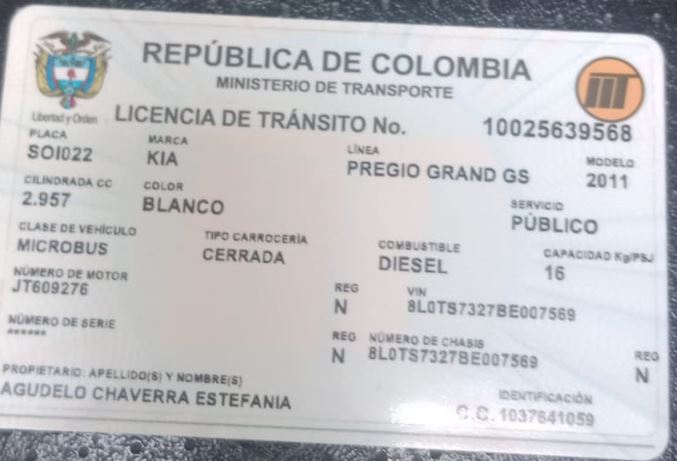 REPÚBLICA DE COLOMBIA
MINISTERIO DE TRANSPORTE
Libertad y Orden
LICENCIA DE TRÁNSITO No. 10025639568
PLACA MARCA LÍNEA MODELO
SOI022 KIA PREGIO GRAND GS 2011
CILINDRADA CC COLOR SERVICIO
2.957 BLANCO PÚBLICO
CLASE DE VEHÍCULO TIPO CARROCERÍA COMBUSTIBLE CAPACIDAD Kg/PSJ
MICROBUS CERRADA DIESEL 16
NÚMERO DE MOTOR REG VIN
JT609276 N 8L0TS7327BE007569
NÚMERO DE SERIE REG NÚMERO DE CHASIS REG
****** N 8L0TS7327BE007569 N
PROPIETARIO: APELLIDO(S) Y NOMBRE(S) IDENTIFICACIÓN
AGUDELO CHAVERRA ESTEFANIA C.C. 1037641059